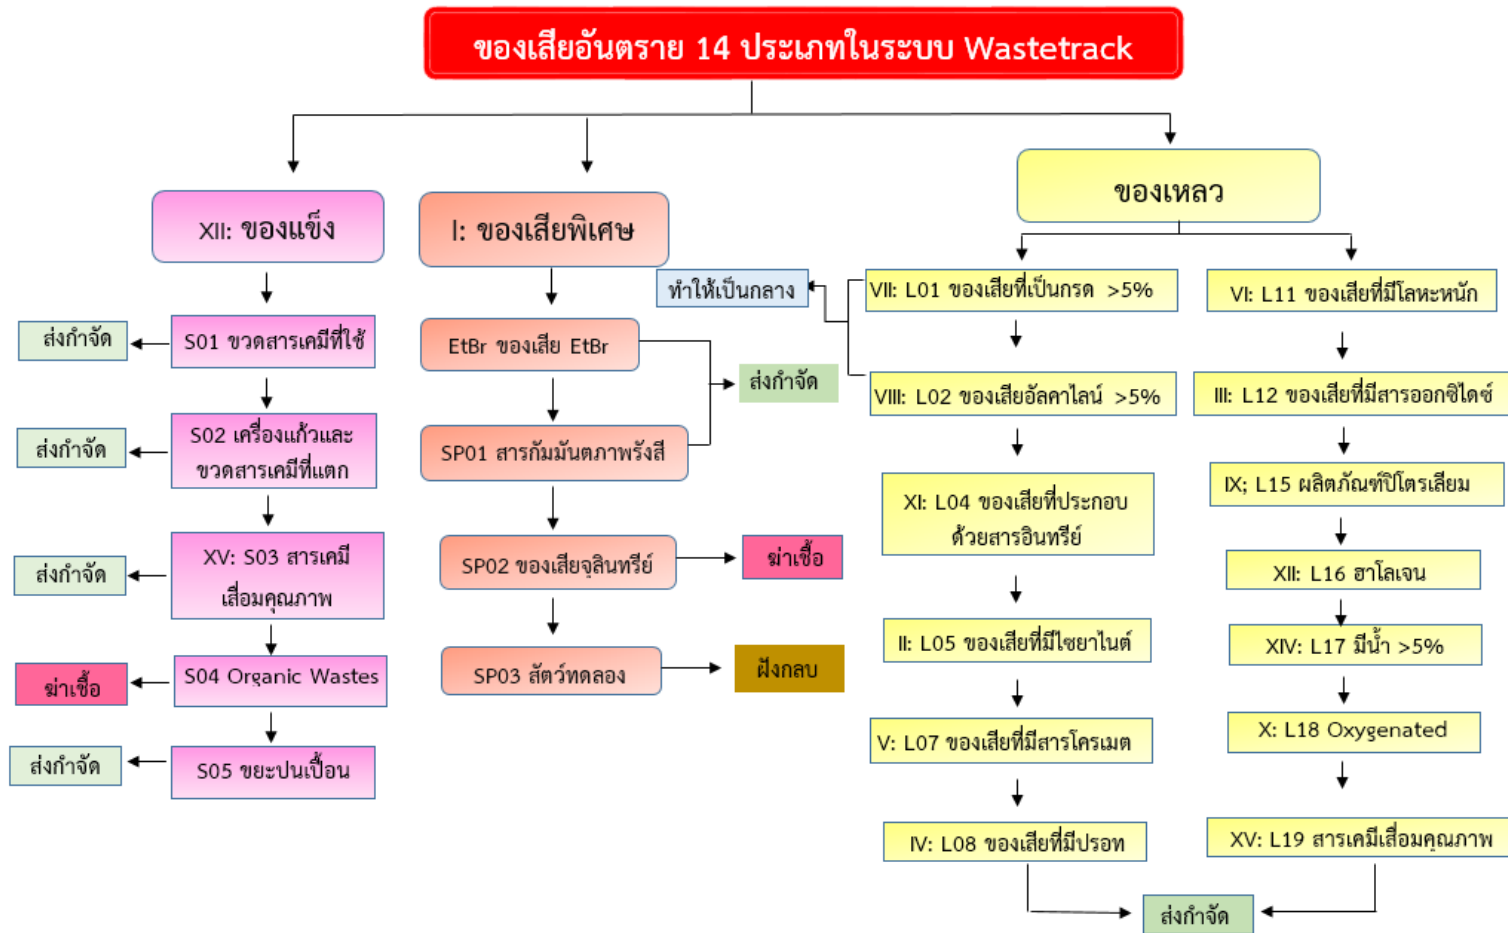 ของเสียอันตราย 14 ประเภทในระบบ Wastetrack
XII: ของแข็ง
ส่งกำจัด
S01 ขวดสารเคมีที่ใช้
ส่งกำจัด
S02 เครื่องแก้วและ
ขวดสารเคมีที่แตก
ส่งกำจัด
XV: S03 สารเคมี
เสื่อมคุณภาพ
ฆ่าเชื้อ
S04 Organic Wastes
ส่งกำจัด
S05 ขยะปนเปื้อน
I: ของเสียพิเศษ
EtBr ของเสีย EtBr
SP01 สารกัมมันตภาพรังสี
ส่งกำจัด
SP02 ของเสียจุลินทรีย์
ฆ่าเชื้อ
SP03 สัตว์ทดลอง
ฝังกลบ
ของเหลว
ทำให้เป็นกลาง
VII: L01 ของเสียที่เป็นกรด >5%
VIII: L02 ของเสียอัลคาไลน์ >5%
XI: L04 ของเสียที่ประกอบ
ด้วยสารอินทรีย์
II: L05 ของเสียที่มีไซยาไนต์
V: L07 ของเสียที่มีสารโครเมต
IV: L08 ของเสียที่มีปรอท
VI: L11 ของเสียที่มีโลหะหนัก
III: L12 ของเสียที่มีสารออกซิไดซ์
IX; L15 ผลิตภัณฑ์ปิโตรเลียม
XII: L16 ฮาโลเจน
XIV: L17 มีน้ำ >5%
X: L18 Oxygenated
XV: L19 สารเคมีเสื่อมคุณภาพ
ส่งกำจัด